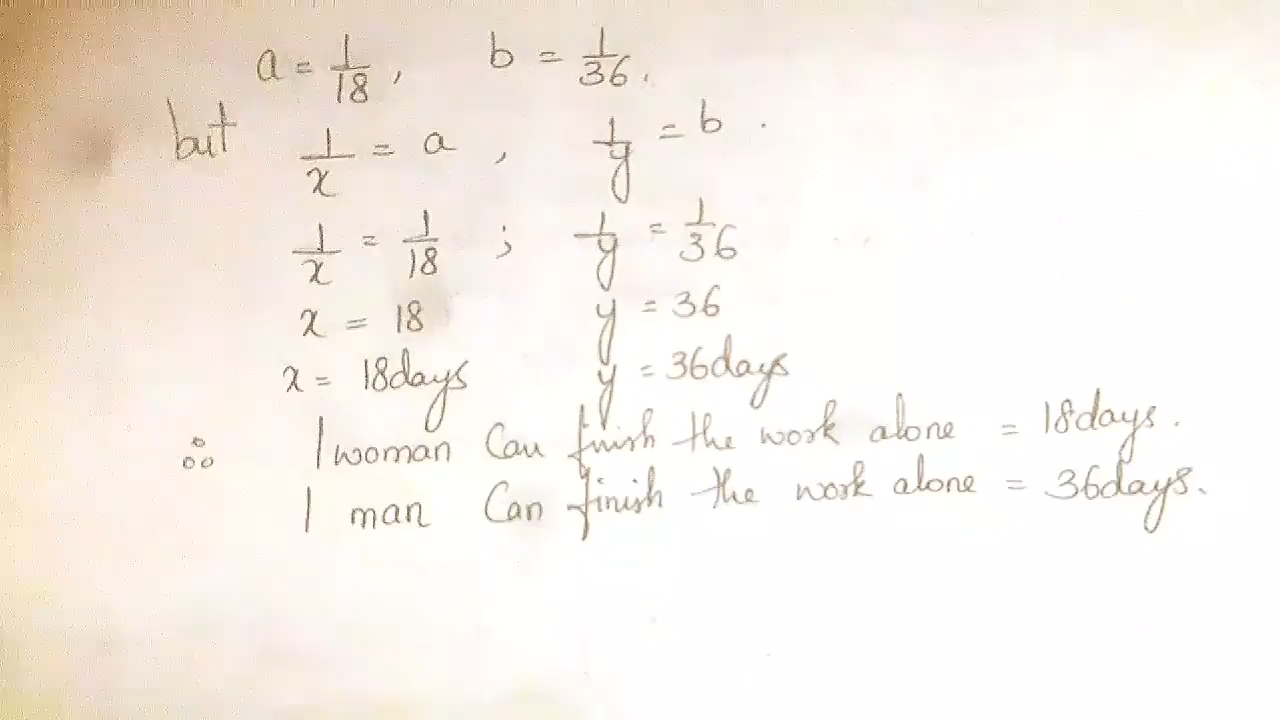 a = 1/18, b = 1/36.
but 1/x = a, 1/y = b.
1/x = 1/18; 1/y = 1/36
x = 18 y = 36
x = 18days y = 36days
∴ 1 woman Can finish the work alone = 18days.
1 man Can finish the work alone = 36days.